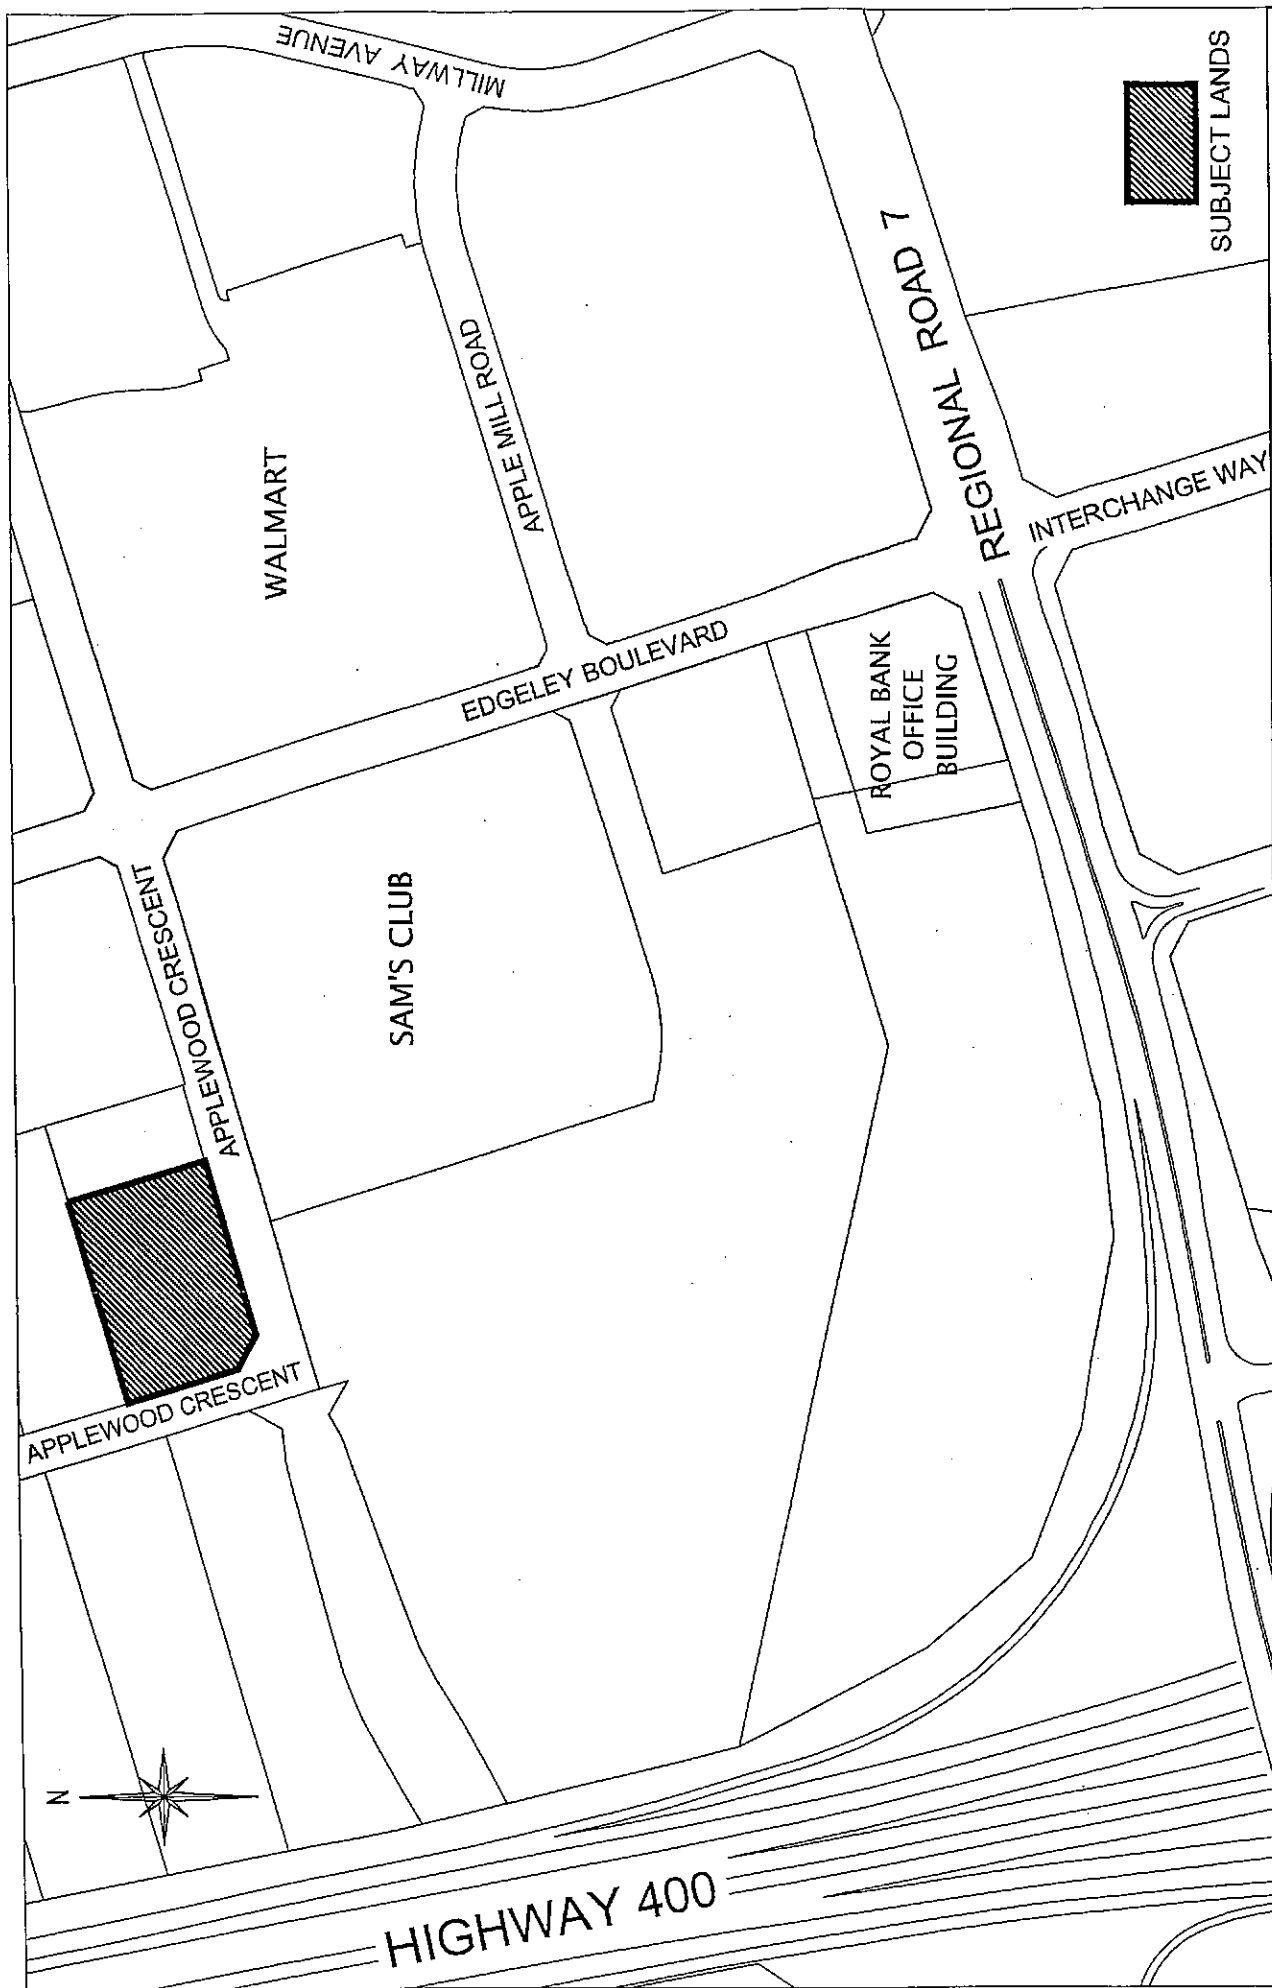 N
HIGHWAY 400
APPLEWOOD CRESCENT
APPLEWOOD CRESCENT
SAM'S CLUB
WALMART
MILLWAY AVENUE
APPLE MILL ROAD
EDGELEY BOULEVARD
ROYAL BANK
OFFICE
BUILDING
REGIONAL ROAD 7
INTERCHANGE WAY
SUBJECT LANDS